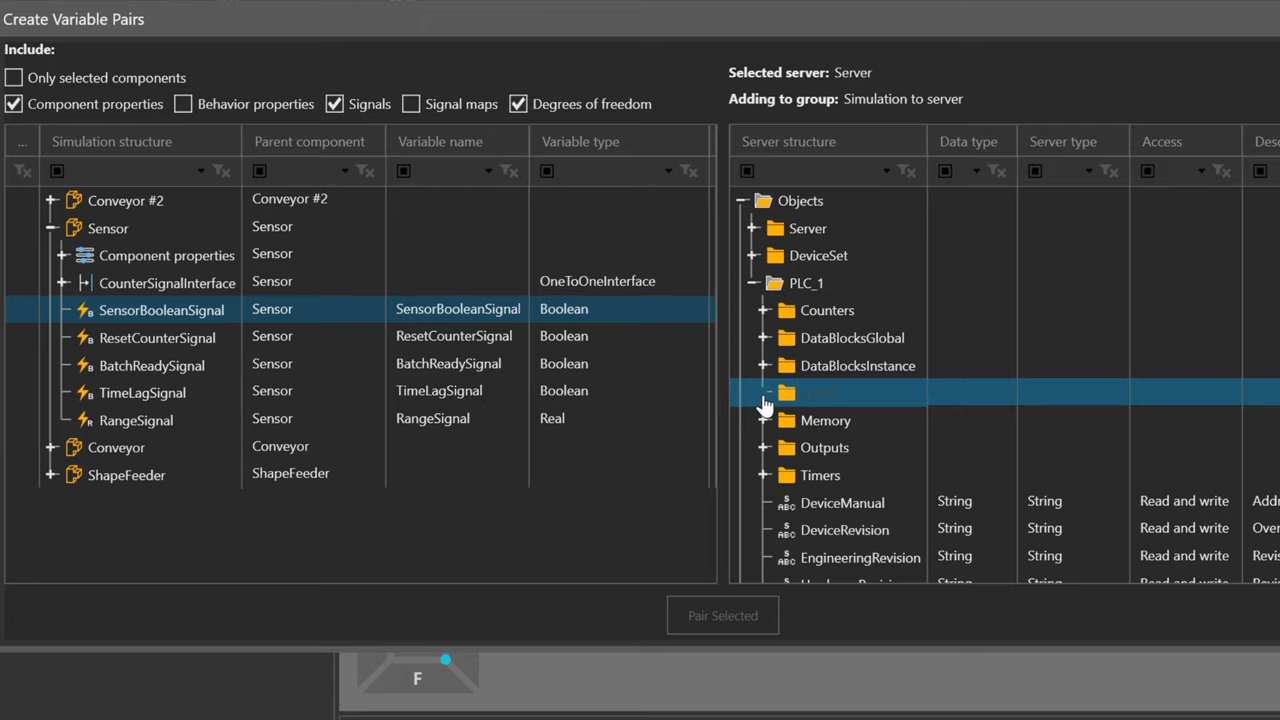 Create Variable Pairs
Include:
Only selected components
Component properties Behavior properties Signals Signal maps Degrees of freedom
Selected server: Server
Adding to group: Simulation to server
... Simulation structure Parent component Variable name Variable type
Conveyor #2 Conveyor #2
Sensor Sensor
Component properties Sensor
CounterSignalInterface Sensor OneToOneInterface
SensorBooleanSignal Sensor SensorBooleanSignal Boolean
ResetCounterSignal Sensor ResetCounterSignal Boolean
BatchReadySignal Sensor BatchReadySignal Boolean
TimeLagSignal Sensor TimeLagSignal Boolean
RangeSignal Sensor RangeSignal Real
Conveyor Conveyor
ShapeFeeder ShapeFeeder
Server structure Data type Server type Access
Objects
Server
DeviceSet
PLC_1
Counters
DataBlocksGlobal
DataBlocksInstance
Memory
Outputs
Timers
DeviceManual String String Read and write
DeviceRevision String String Read and write
EngineeringRevision String String Read and write
String String Read and write
Pair Selected
F